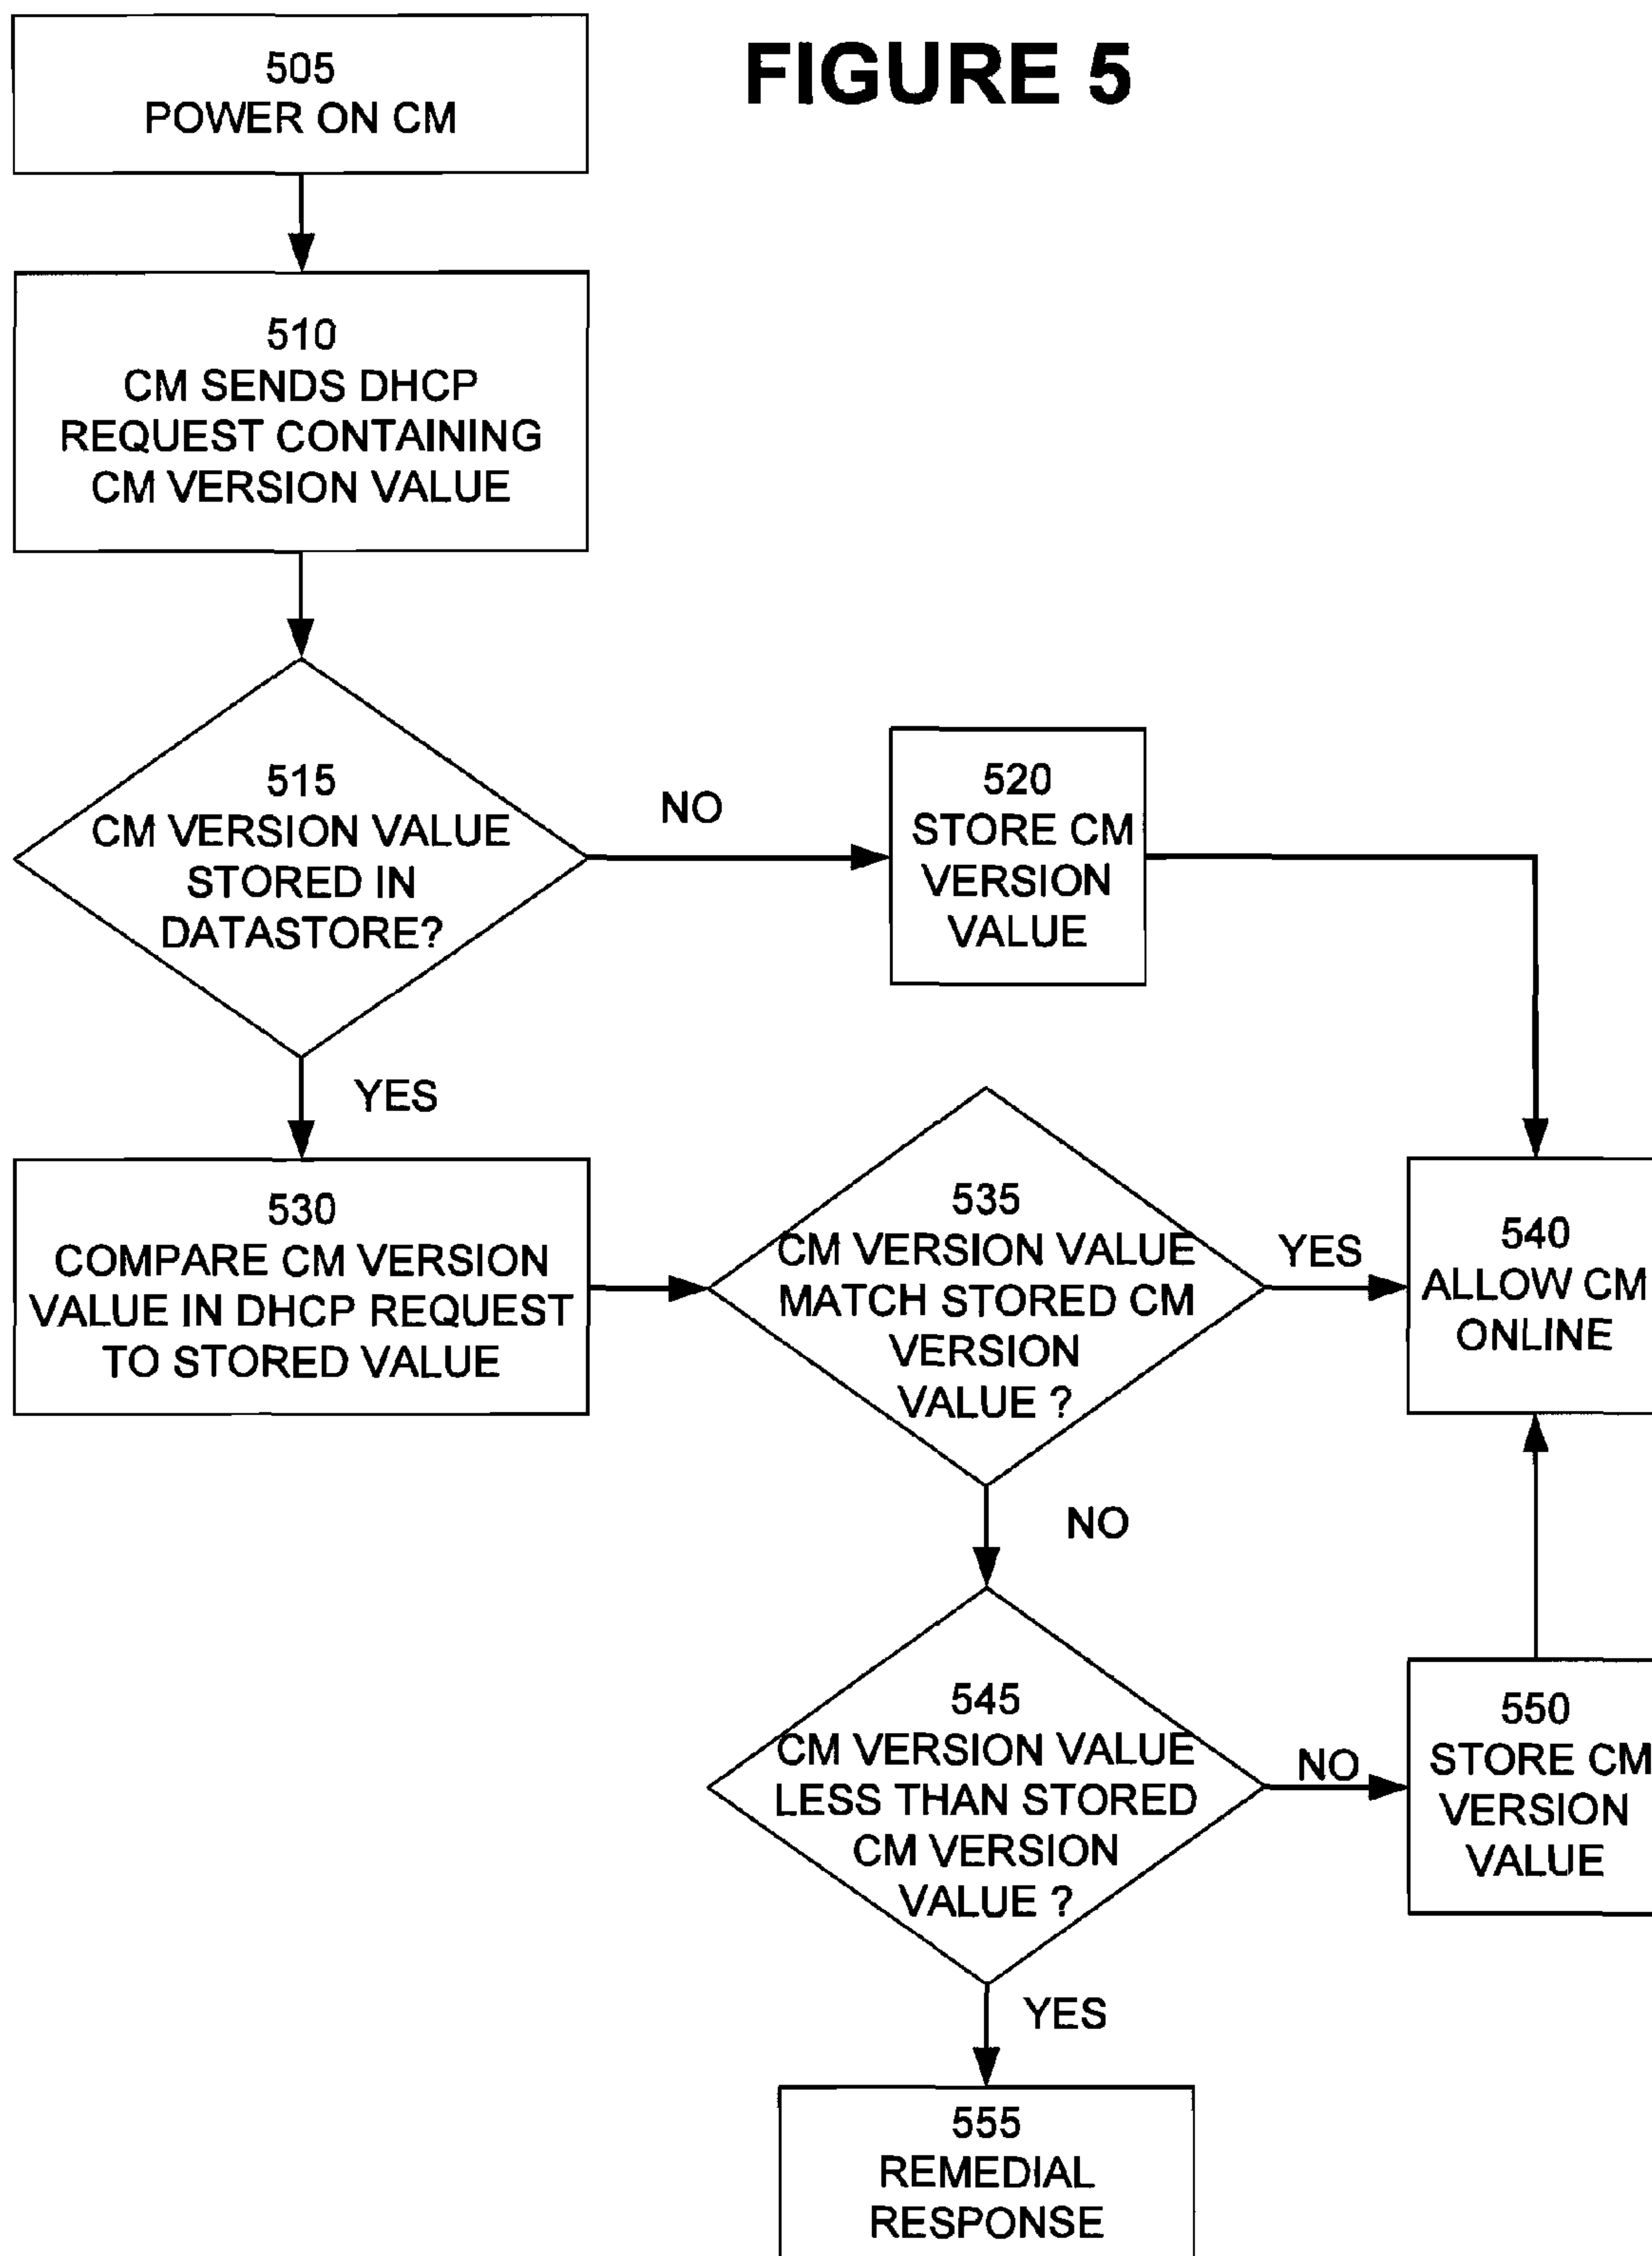 FIGURE 5
505
POWER ON CM
510
CM SENDS DHCP
REQUEST CONTAINING
CM VERSION VALUE
515
CM VERSION VALUE
STORED IN
DATASTORE?
NO
520
STORE CM
VERSION
VALUE
YES
530
COMPARE CM VERSION
VALUE IN DHCP REQUEST
TO STORED VALUE
535
CM VERSION VALUE
MATCH STORED CM
VERSION
VALUE ?
YES
540
ALLOW CM
ONLINE
NO
545
CM VERSION VALUE
LESS THAN STORED
CM VERSION
VALUE ?
NO
550
STORE CM
VERSION
VALUE
YES
555
REMEDIAL
RESPONSE